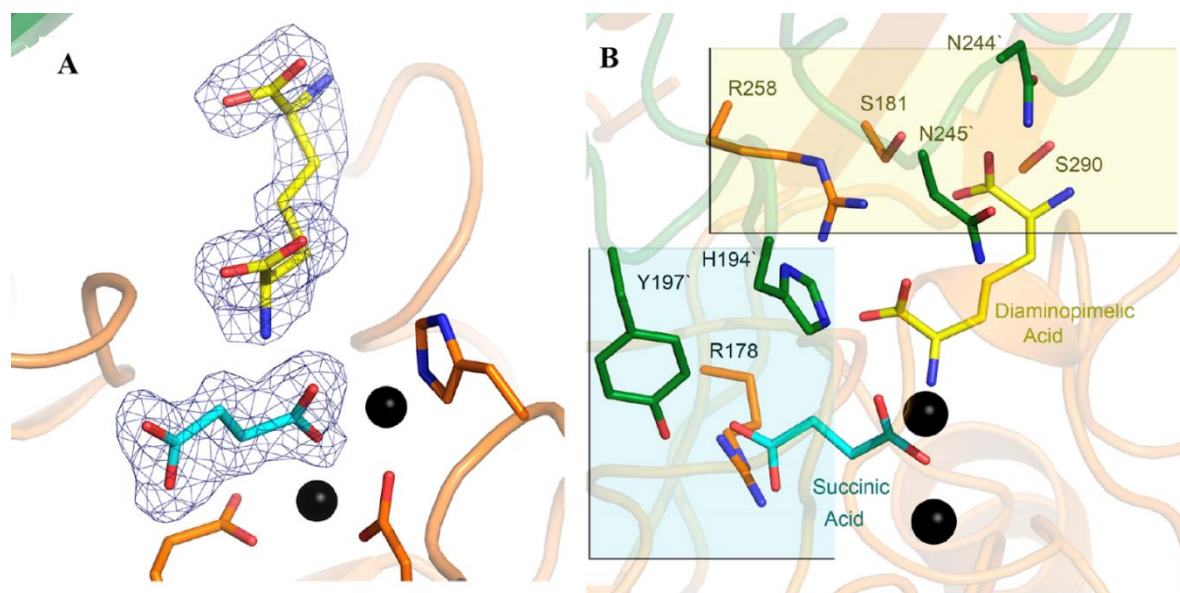 A
B
N244`
R258
S181
N245`
S290
H194`
Y197`
Diaminopimelic
Acid
R178
Succinic
Acid